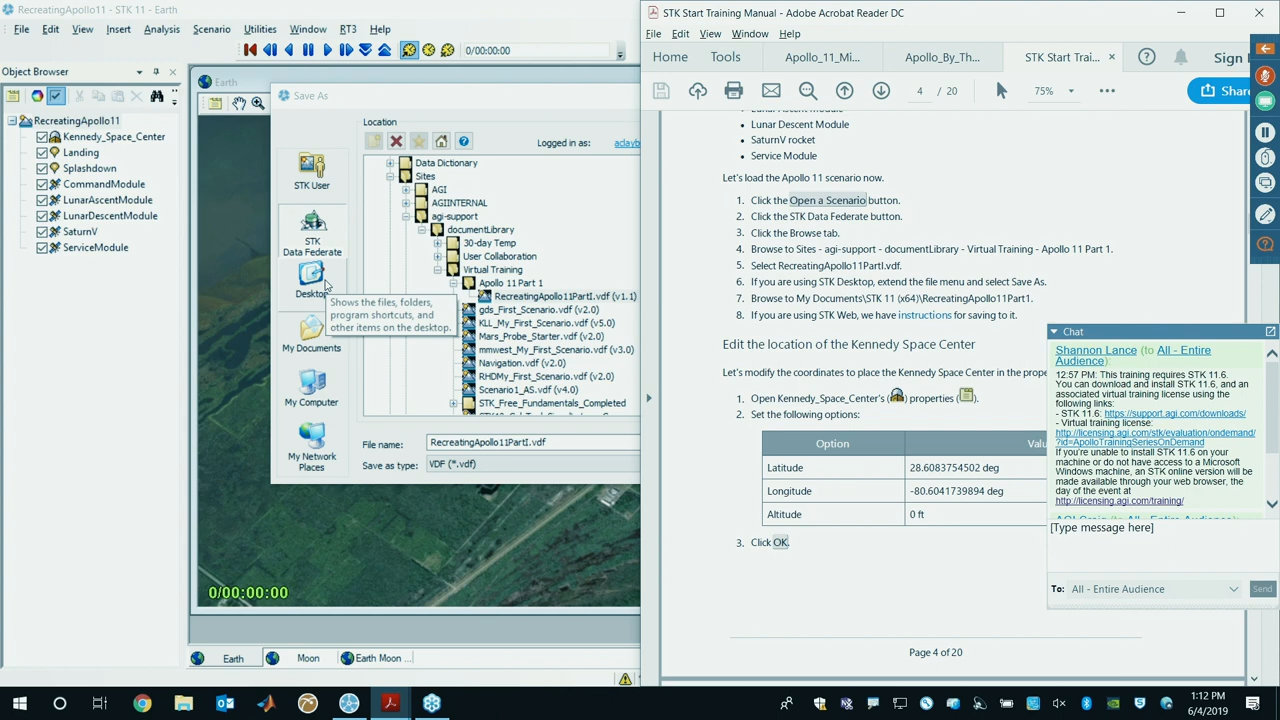 RecreatingApollo11 - STK 11 - Earth
File Edit View Insert Analysis Scenario Utilities Window RT3 Help
0/00:00:00
Object Browser
RecreatingApollo11
Kennedy_Space_Center
Landing
Splashdown
CommandModule
LunarAscentModule
LunarDescentModule
SaturnV
ServiceModule
Earth
Save As
Location
Logged in as:
STK User
STK
Data Federate
Desktop
My Documents
My Computer
My Network
Places
Data Dictionary
Sites
AGI
AGIINTERNAL
agi-support
documentLibrary
30-day Temp
User Collaboration
Virtual Training
Apollo 11 Part 1
RecreatingApollo11PartI.vdf (v1.1)
gds_First_Scenario.vdf (v2.0)
KLL_My_First_Scenario.vdf (v5.0)
Mars_Probe_Starter.vdf (v2.0)
mmwest_My_First_Scenario.vdf (v3.0)
Navigation.vdf (v2.0)
RHDMy_First_Scenario.vdf (v2.0)
Scenario1_AS.vdf (v4.0)
STK_Free_Fundamentals_Completed
Shows the files, folders,
program shortcuts, and
other items on the desktop.
File name: RecreatingApollo11PartI.vdf
Save as type: VDF (*.vdf)
0/00:00:00
Earth Moon Earth Moon ...
STK Start Training Manual - Adobe Acrobat Reader DC
File Edit View Window Help
Home Tools Apollo_11_Mi... Apollo_By_Th... STK Start Trai... × Sign
4 / 20 75% Share
• Lunar Descent Module
• SaturnV rocket
• Service Module
Let's load the Apollo 11 scenario now.
1. Click the Open a Scenario button.
2. Click the STK Data Federate button.
3. Click the Browse tab.
4. Browse to Sites - agi-support - documentLibrary - Virtual Training - Apollo 11 Part 1.
5. Select RecreatingApollo11PartI.vdf.
6. If you are using STK Desktop, extend the file menu and select Save As.
7. Browse to My Documents\STK 11 (x64)\RecreatingApollo11Part1.
8. If you are using STK Web, we have instructions for saving to it.
Edit the location of the Kennedy Space Center
Let's modify the coordinates to place the Kennedy Space Center in the
1. Open Kennedy_Space_Center's ( ) properties ( ).
2. Set the following options:
Option
Latitude 28.6083754502 deg
Longitude -80.6041739894 deg
Altitude 0 ft
3. Click OK.
Page 4 of 20
Chat
Shannon Lance (to All - Entire
Audience):
12:57 PM: This training requires STK 11.6.
You can download and install STK 11.6, and an
associated virtual training license using the
following links:
- STK 11.6: https://support.agi.com/downloads/
- Virtual training license:
http://licensing.agi.com/stk/evaluation/ondemand/
?id=ApolloTrainingSeriesOnDemand
If you're unable to install STK 11.6 on your
machine or do not have access to a Microsoft
Windows machine, an STK online version will be
made available through your web browser, the
day of the event at
http://licensing.agi.com/training/
[Type message here]
To: All - Entire Audience Send
1:12 PM
6/4/2019